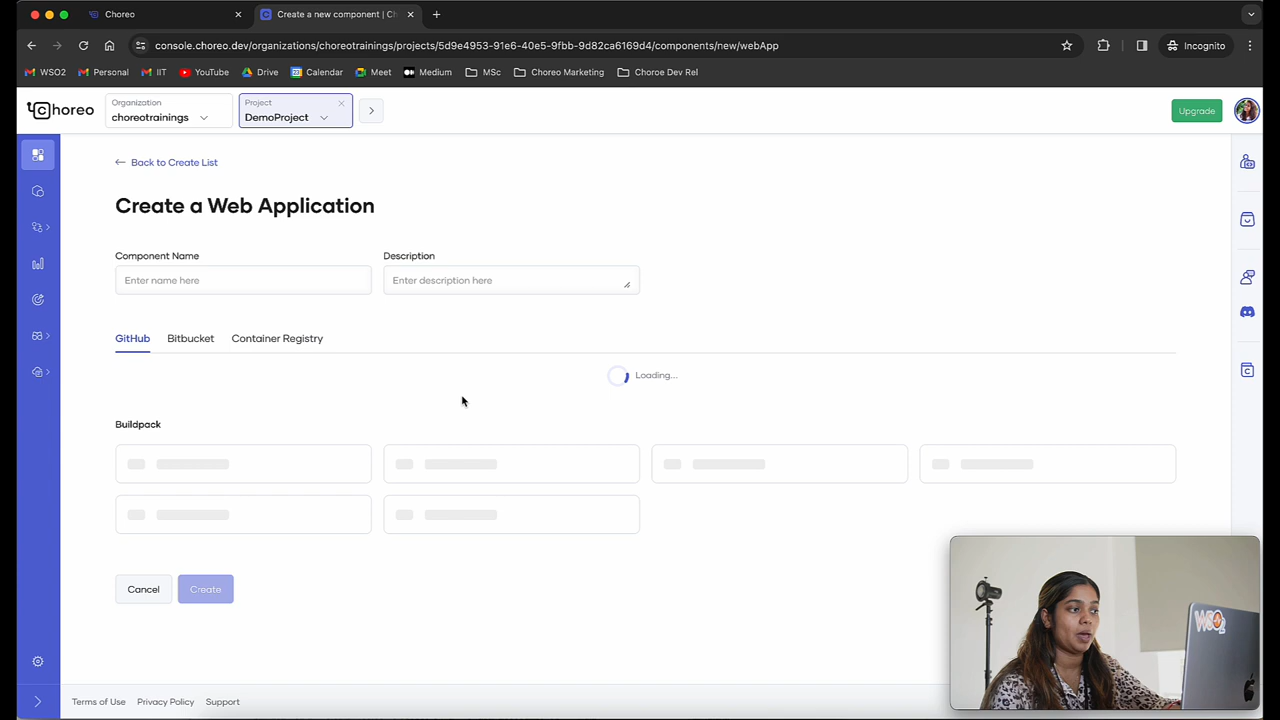 Choreo
Create a new component | Ch
console.choreo.dev/organizations/choreotrainings/projects/5d9e4953-91e6-40e5-9fbb-9d82ca6169d4/components/new/webApp
Incognito
WSO2 Personal IIT YouTube Drive Calendar Meet Medium MSc Choreo Marketing Choroe Dev Rel
Choreo
Organization
choreotrainings
Project
DemoProject
Upgrade
Back to Create List
Create a Web Application
Component Name Description
Enter name here Enter description here
GitHub Bitbucket Container Registry
Loading...
Buildpack
Cancel Create
WSO2
Terms of Use Privacy Policy Support